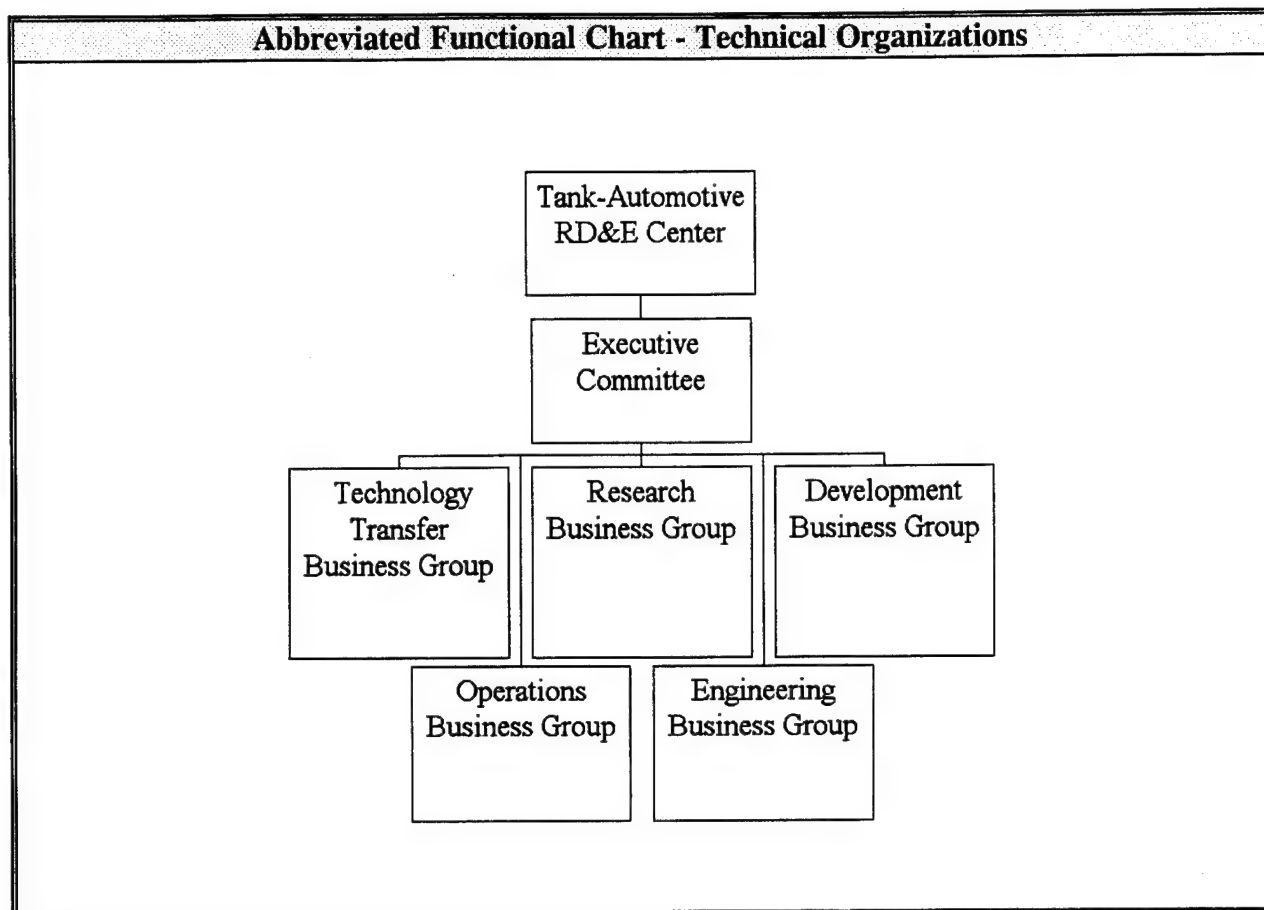 Abbreviated Functional Chart - Technical Organizations
Tank-Automotive
RD&E Center
Executive
Committee
Technology
Transfer
Business Group
Research
Business Group
Development
Business Group
Operations
Business Group
Engineering
Business Group